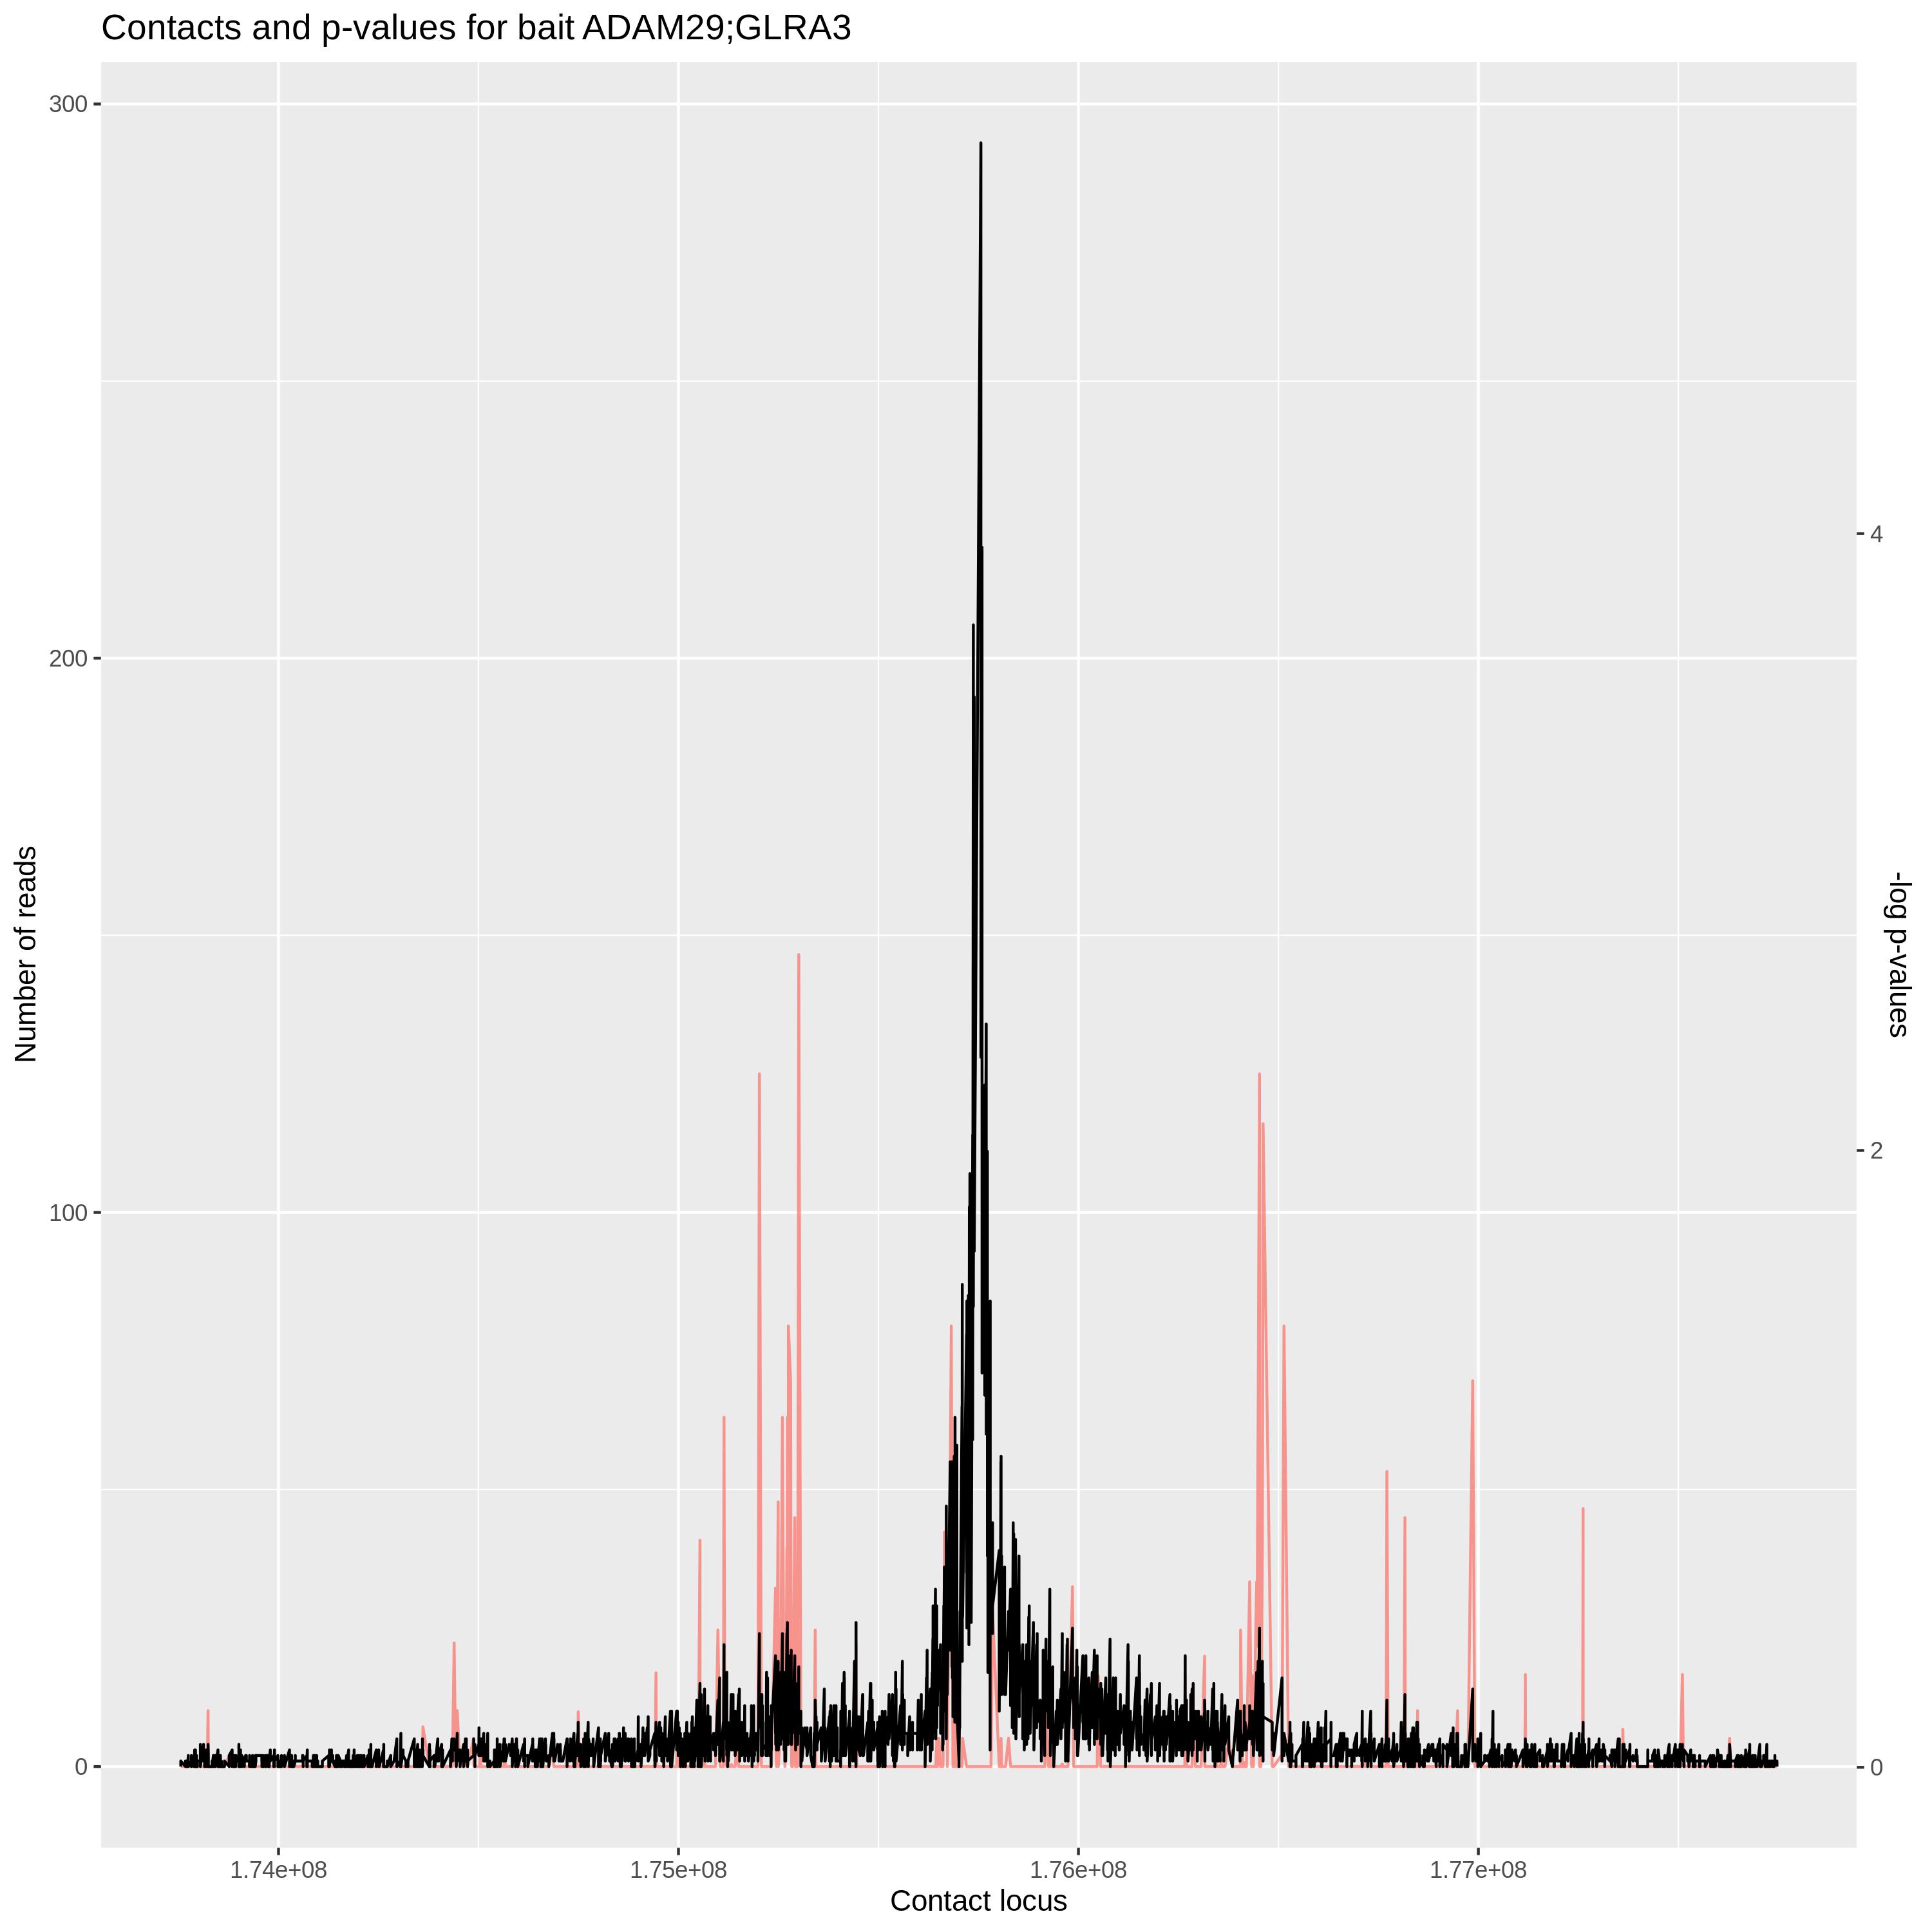 Contacts and p-values for bait ADAM29;GLRA3
300
200
100
0
Number of reads
4
2
0
-log p-values
1.74e+08
1.75e+08
1.76e+08
1.77e+08
Contact locus